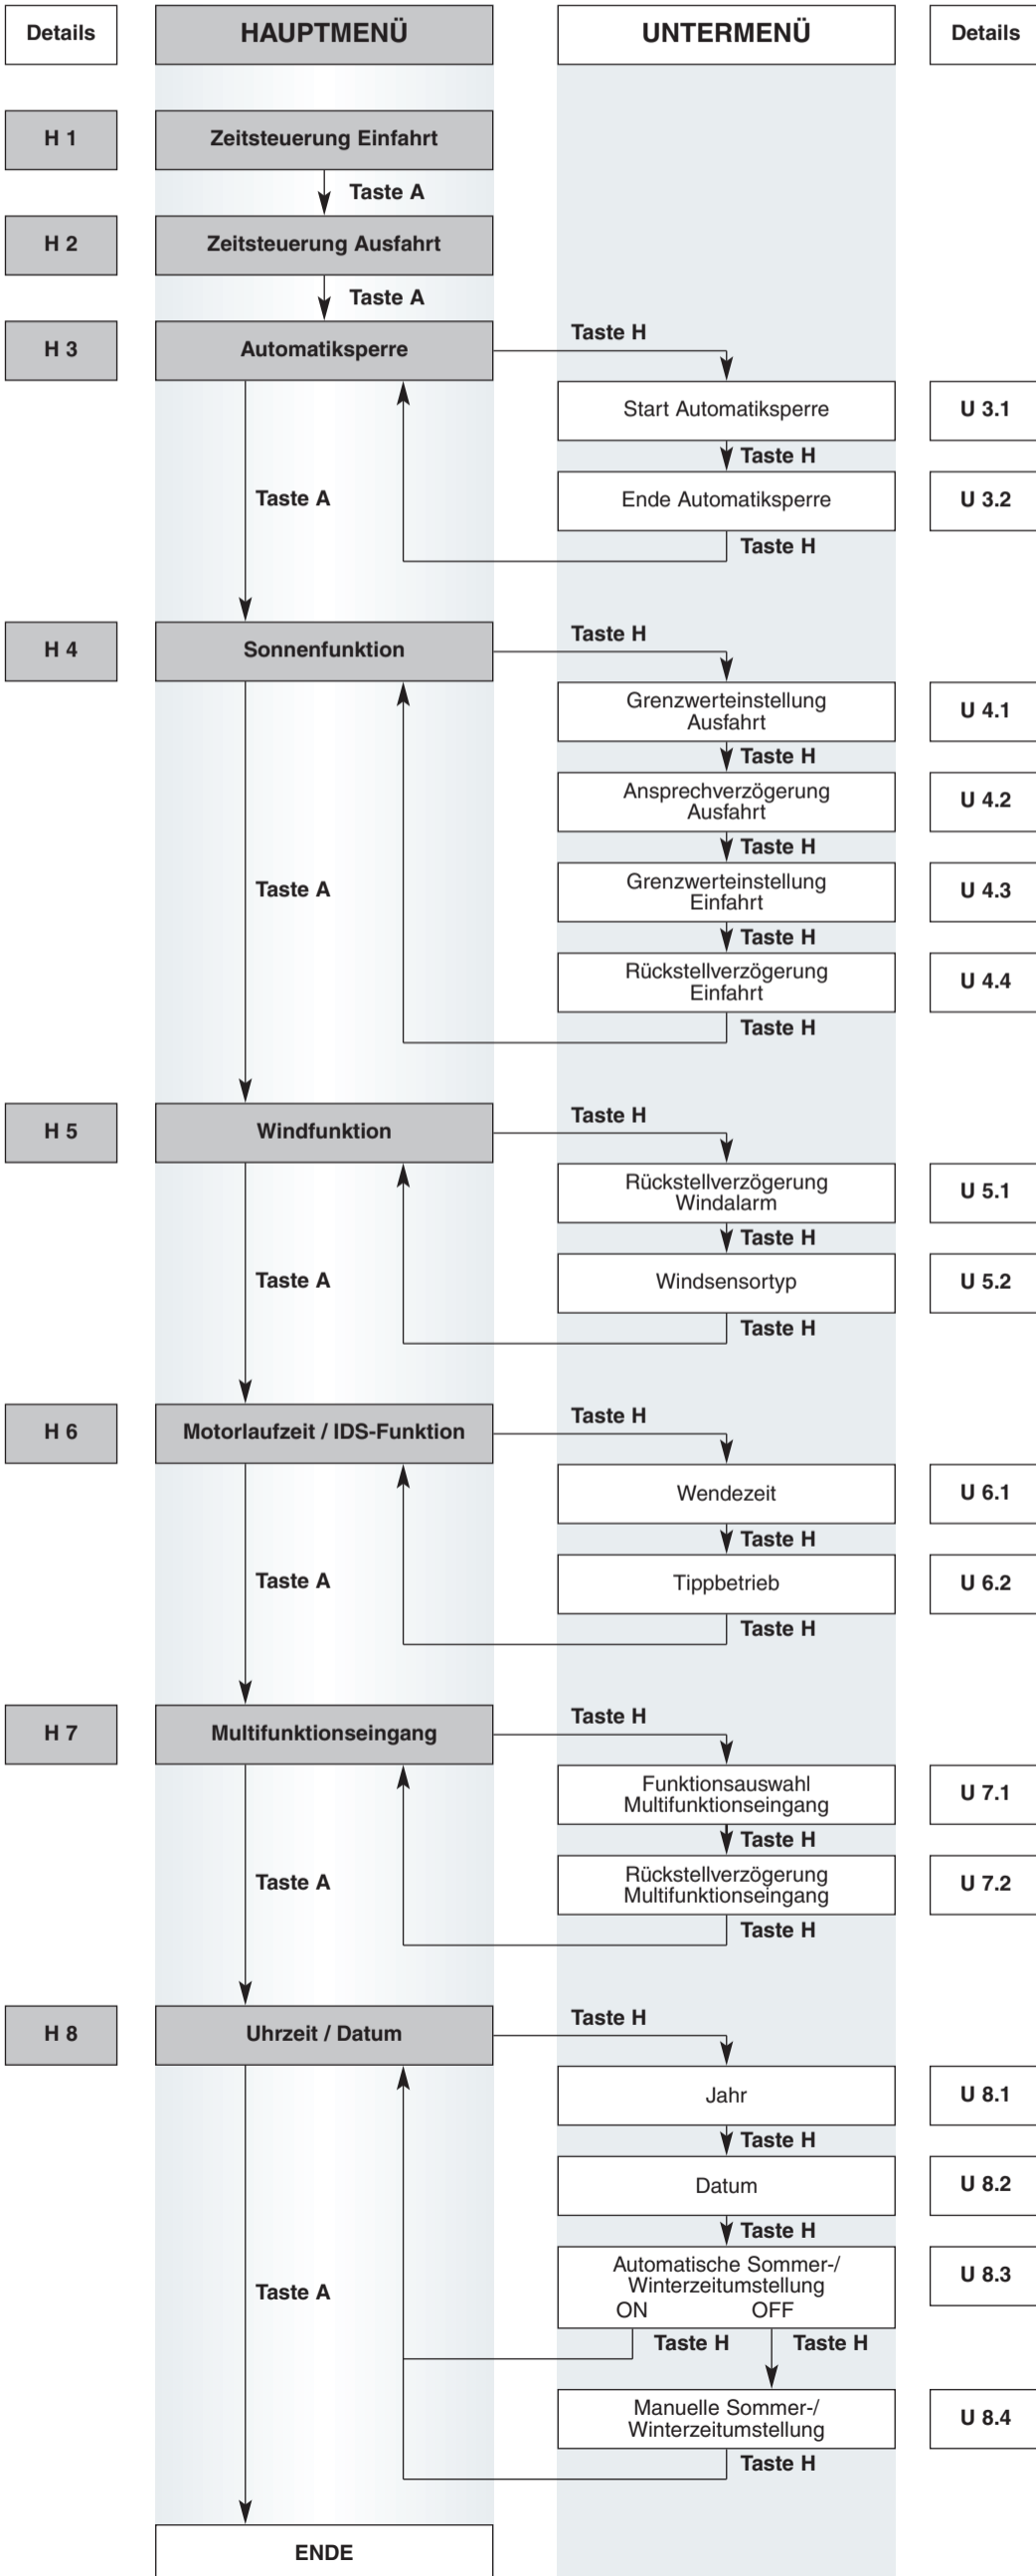 Details
HAUPTMENÜ
UNTERMENÜ
Details
H 1
Zeitsteuerung Einfahrt
Taste A
H 2
Zeitsteuerung Ausfahrt
Taste A
H 3
Automatiksperre
Taste H
Start Automatiksperre
U 3.1
Taste H
Taste A
Ende Automatiksperre
U 3.2
Taste H
H 4
Sonnenfunktion
Taste H
Grenzwerteinstellung
Ausfahrt
U 4.1
Taste H
Ansprechverzögerung
Ausfahrt
U 4.2
Taste H
Taste A
Grenzwerteinstellung
Einfahrt
U 4.3
Taste H
Rückstellverzögerung
Einfahrt
U 4.4
Taste H
H 5
Windfunktion
Taste H
Rückstellverzögerung
Windalarm
U 5.1
Taste H
Taste A
Windsensortyp
U 5.2
Taste H
H 6
Motorlaufzeit / IDS-Funktion
Taste H
Wendezeit
U 6.1
Taste H
Taste A
Tippbetrieb
U 6.2
Taste H
H 7
Multifunktionseingang
Taste H
Funktionsauswahl
Multifunktionseingang
U 7.1
Taste H
Taste A
Rückstellverzögerung
Multifunktionseingang
U 7.2
Taste H
H 8
Uhrzeit / Datum
Taste H
Jahr
U 8.1
Taste H
Datum
U 8.2
Taste H
Taste A
Automatische Sommer-/
Winterzeitumstellung
ON OFF
U 8.3
Taste H Taste H
Manuelle Sommer-/
Winterzeitumstellung
U 8.4
Taste H
ENDE